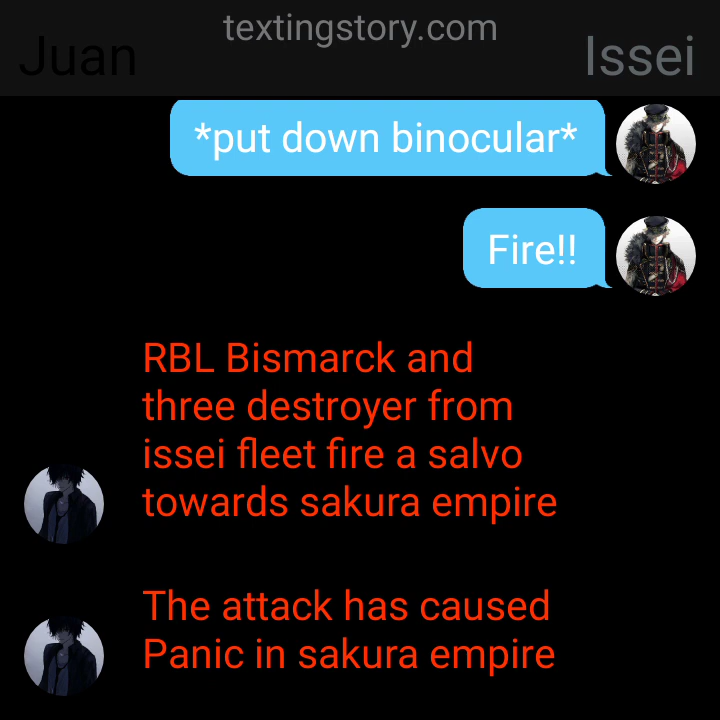 textingstory.com
Juan
Issei
*put down binocular*
Fire!!
RBL Bismarck and
three destroyer from
issei fleet fire a salvo
towards sakura empire
The attack has caused
Panic in sakura empire